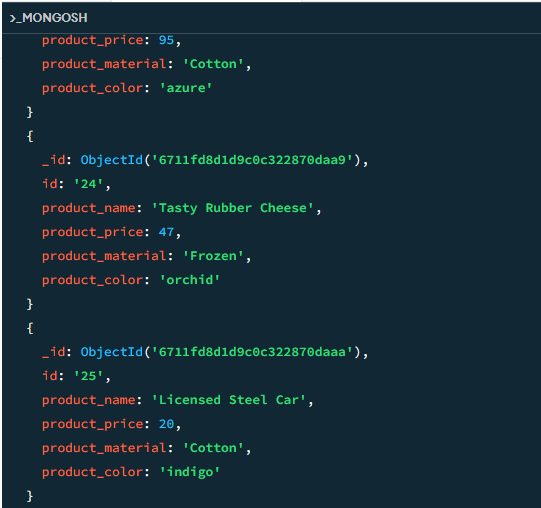 >_MONGOSH
product_price: 95,
product_material: 'Cotton',
product_color: 'azure'
}
{
_id: ObjectId('6711fd8d1d9c0c322870daa9'),
id: '24',
product_name: 'Tasty Rubber Cheese',
product_price: 47,
product_material: 'Frozen',
product_color: 'orchid'
}
{
_id: ObjectId('6711fd8d1d9c0c322870daaa'),
id: '25',
product_name: 'Licensed Steel Car',
product_price: 20,
product_material: 'Cotton',
product_color: 'indigo'
}